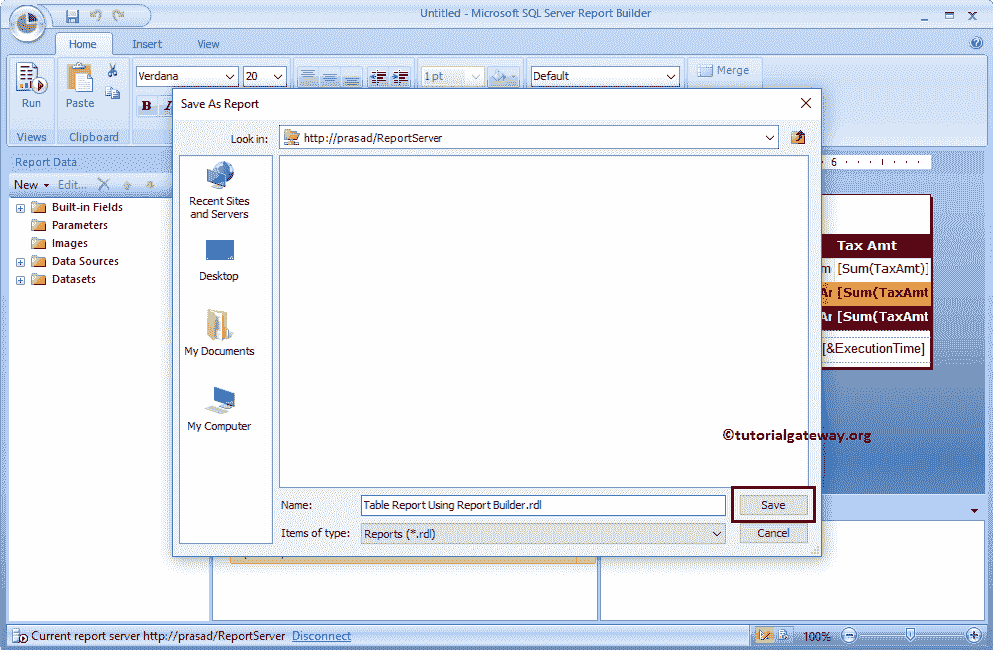 Untitled - Microsoft SQL Server Report Builder
Home Insert View
Verdana 20 1 pt Default Merge
Run Paste B I
Views Clipboard
Save As Report
Look in: http://prasad/ReportServer
Report Data
New Edit...
Built-in Fields
Parameters
Images
Data Sources
Datasets
Recent Sites
and Servers
Desktop
My Documents
My Computer
6
Tax Amt
[Sum(TaxAmt)]
[Sum(TaxAmt
[Sum(TaxAmt
[&ExecutionTime]
©tutorialgateway.org
Name: Table Report Using Report Builder.rdl Save
Items of type: Reports (*.rdl) Cancel
Current report server http://prasad/ReportServer Disconnect 100%